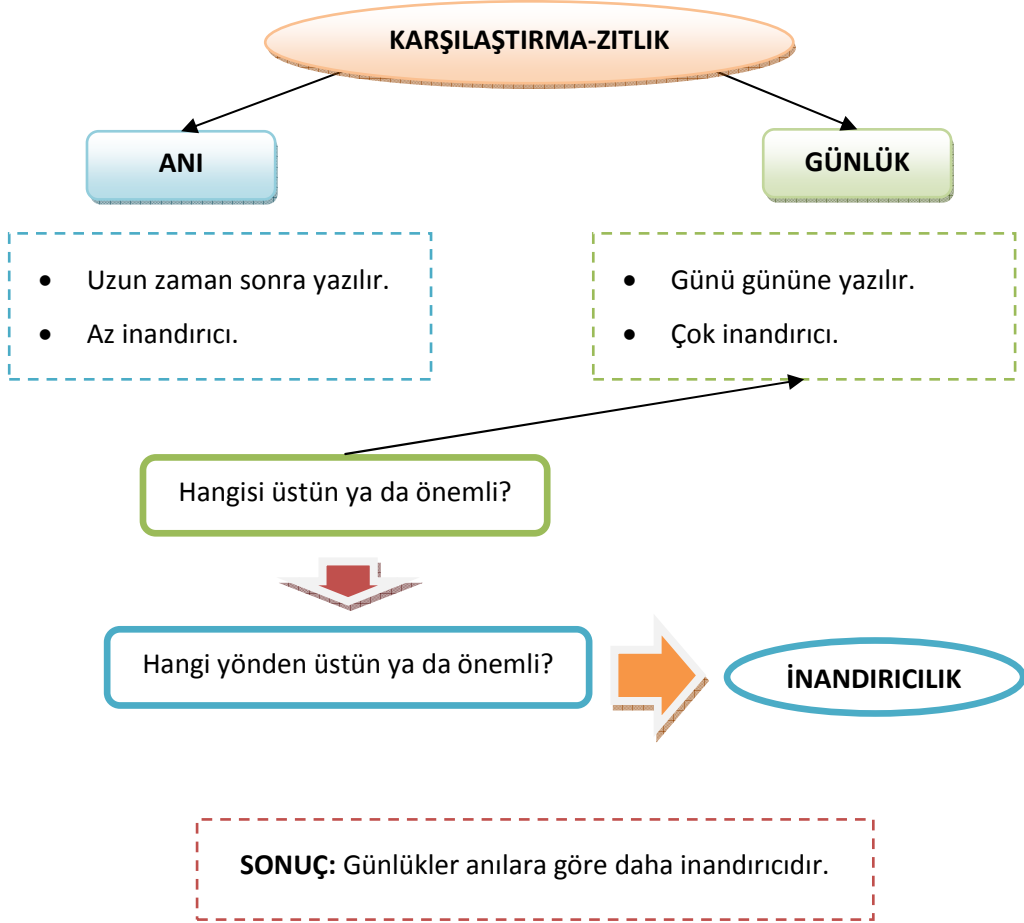 KARŞILAŞTIRMA-ZITLIK
ANI
GÜNLÜK
• Uzun zaman sonra yazılır.
• Az inandırıcı.
• Günü gününe yazılır.
• Çok inandırıcı.
Hangisi üstün ya da önemli?
Hangi yönden üstün ya da önemli?
İNANDIRICILIK
SONUÇ: Günlükler anılara göre daha inandırıcıdır.